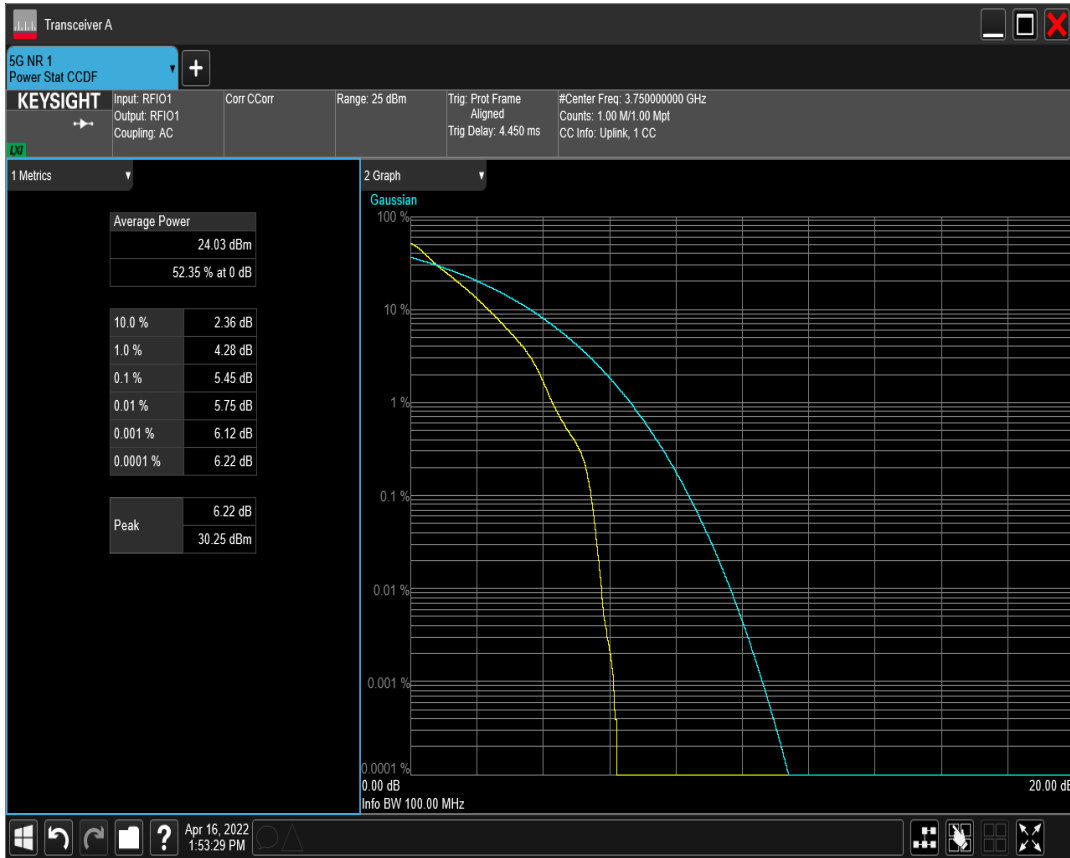 Transceiver A
5G NR 1
Power Stat CCDF
+
KEYSIGHT
LXI
Input: RFIO1
Output: RFIO1
Coupling: AC
Corr CCorr
Range: 25 dBm
Trig: Prot Frame
Aligned
Trig Delay: 4.450 ms
#Center Freq: 3.750000000 GHz
Counts: 1.00 M/1.00 Mpt
CC Info: Uplink, 1 CC
1 Metrics
Average Power
24.03 dBm
52.35 % at 0 dB
10.0 % 2.36 dB
1.0 % 4.28 dB
0.1 % 5.45 dB
0.01 % 5.75 dB
0.001 % 6.12 dB
0.0001 % 6.22 dB
Peak
6.22 dB
30.25 dBm
2 Graph
Gaussian
100 %
10 %
1 %
0.1 %
0.01 %
0.001 %
0.0001 %
0.00 dB
20.00 dB
Info BW 100.00 MHz
?
Apr 16, 2022
1:53:29 PM